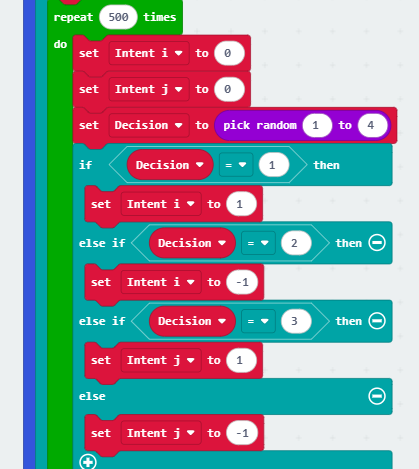 repeat 500 times
do
set Intent i to 0
set Intent j to 0
set Decision to pick random 1 to 4
if Decision = 1 then
set Intent i to 1
else if Decision = 2 then
set Intent i to -1
else if Decision = 3 then
set Intent j to 1
else
set Intent j to -1